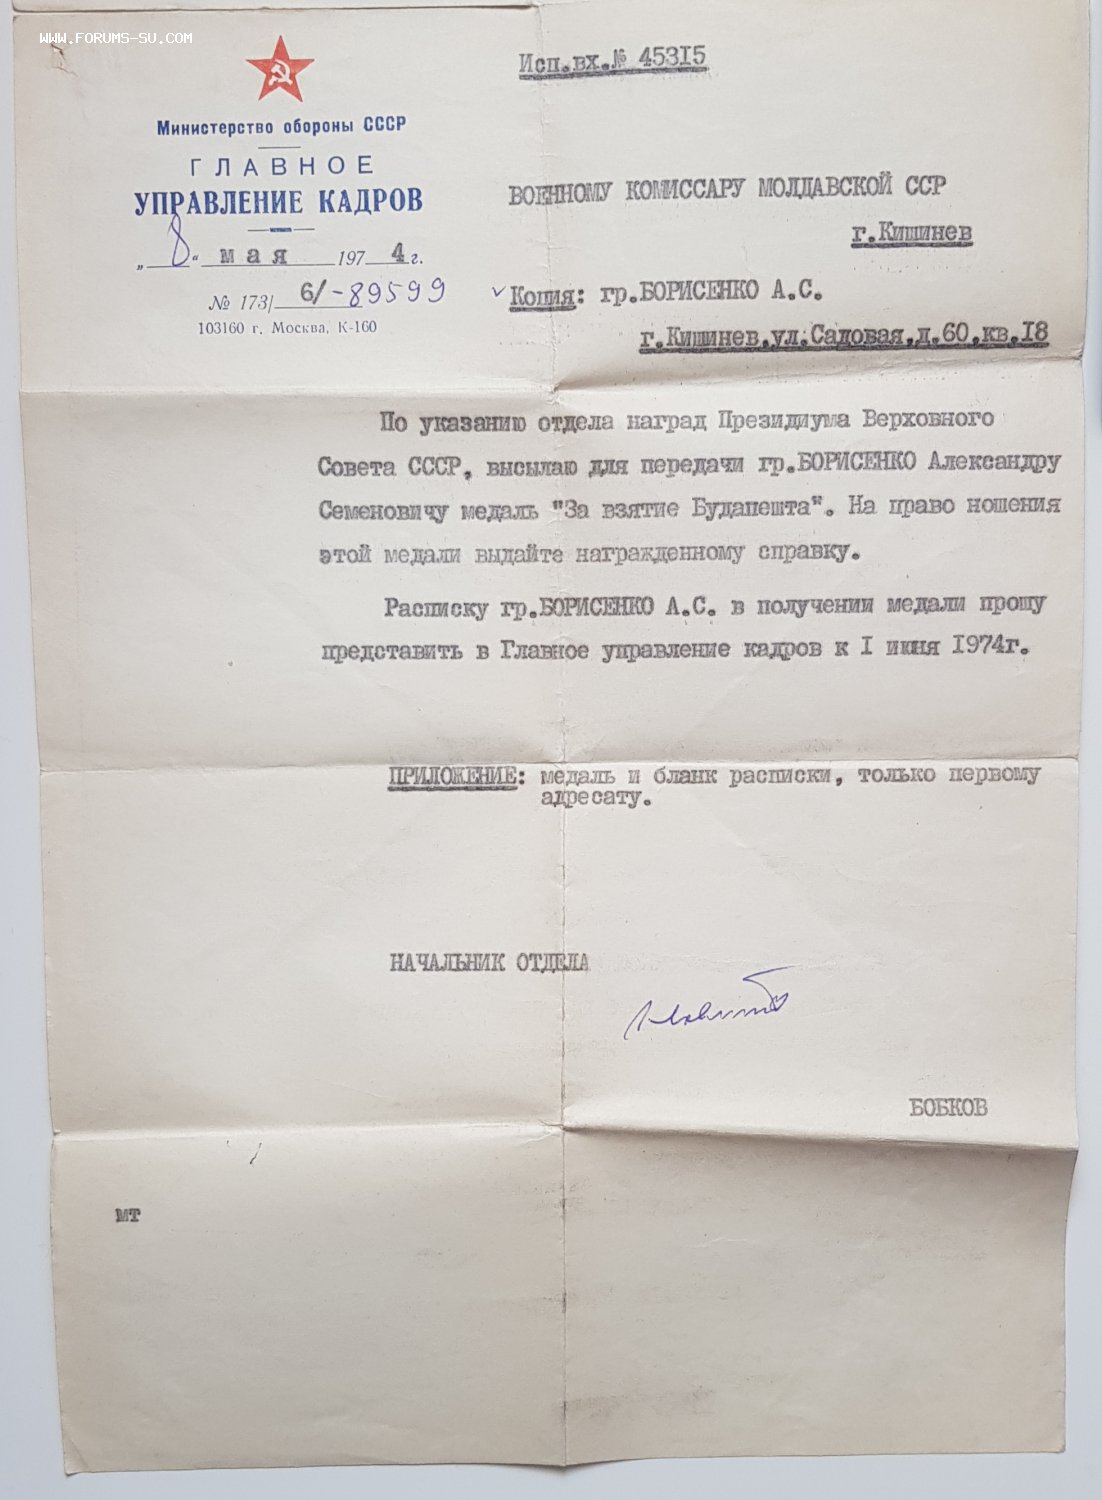 WWW.FORUMS-SU.COM
Министерство обороны СССР
ГЛАВНОЕ
УПРАВЛЕНИЕ КАДРОВ
„ 8 “ мая 1974 г.
№ 173/ 6/-89599
103160 г. Москва, К-160
Исп.вх.№ 45315
ВОЕННОМУ КОМИССАРУ МОЛДАВСКОЙ ССР
г.Кишинев
✓ Копия: гр.БОРИСЕНКО А.С.
г.Кишинев,ул.Садовая,д.60,кв.18
По указанию отдела наград Президиума Верховного
Совета СССР, высылаю для передачи гр.БОРИСЕНКО Александру
Семеновичу медаль "За взятие Будапешта". На право ношения
этой медали выдайте награжденному справку.
Расписку гр.БОРИСЕНКО А.С. в получении медали прошу
представить в Главное управление кадров к I июня 1974г.
ПРИЛОЖЕНИЕ: медаль и бланк расписки, только первому
адресату.
НАЧАЛЬНИК ОТДЕЛА
БОБКОВ
мт